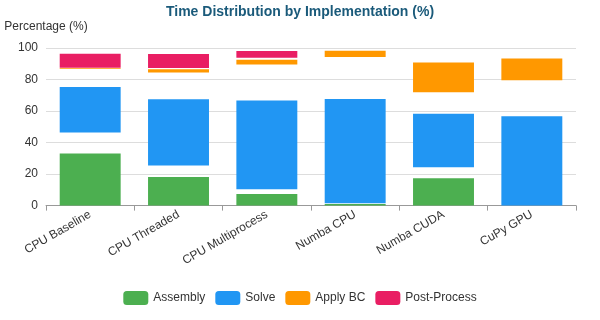 Time Distribution by Implementation (%)
Percentage (%)
100
80
60
40
20
0
CPU Baseline
CPU Threaded
CPU Multiprocess
Numba CPU
Numba CUDA
CuPy GPU
Assembly Solve Apply BC Post-Process